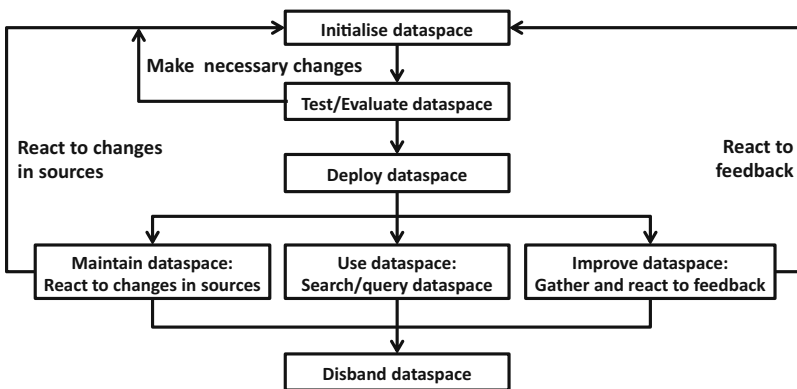 Initialise dataspace
Make necessary changes
Test/Evaluate dataspace
React to changes
in sources
React to
feedback
Deploy dataspace
Maintain dataspace:
React to changes in sources
Use dataspace:
Search/query dataspace
Improve dataspace:
Gather and react to feedback
Disband dataspace